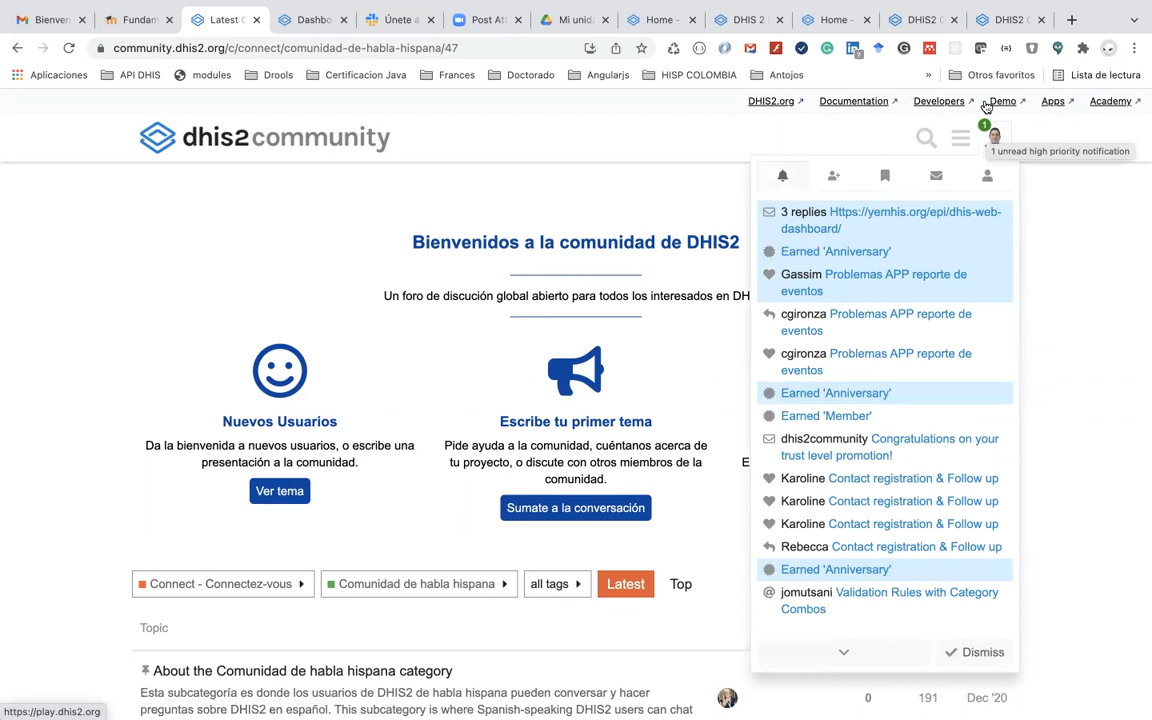 Bienven
Fundam
Latest C
Dashbo
Únete a
Post Att
Mi unid
Home -
DHIS 2
Home -
DHIS2 C
DHIS2 C
community.dhis2.org/c/connect/comunidad-de-habla-hispana/47
Aplicaciones
API DHIS
modules
Drools
Certificacion Java
Frances
Doctorado
Angularjs
HISP COLOMBIA
Antojos
»
Otros favoritos
Lista de lectura
DHIS2.org
Documentation
Developers
Demo
Apps
Academy
dhis2community
1
1 unread high priority notification
3 replies Https://yemhis.org/epi/dhis-web-
dashboard/
Earned 'Anniversary'
Gassim Problemas APP reporte de
eventos
cgironza Problemas APP reporte de
eventos
cgironza Problemas APP reporte de
eventos
Earned 'Anniversary'
Earned 'Member'
dhis2community Congratulations on your
trust level promotion!
Karoline Contact registration & Follow up
Karoline Contact registration & Follow up
Karoline Contact registration & Follow up
Rebecca Contact registration & Follow up
Earned 'Anniversary'
@ jomutsani Validation Rules with Category
Combos
Dismiss
Bienvenidos a la comunidad de DHIS2
Un foro de discución global abierto para todos los interesados en DH
Nuevos Usuarios
Da la bienvenida a nuevos usuarios, o escribe una
presentación a la comunidad.
Ver tema
Escribe tu primer tema
Pide ayuda a la comunidad, cuéntanos acerca de
tu proyecto, o discute con otros miembros de la
comunidad.
Sumate a la conversación
E
Connect - Connectez-vous
Comunidad de habla hispana
all tags
Latest
Top
Topic
About the Comunidad de habla hispana category
Esta subcategoría es donde los usuarios de DHIS2 de habla hispana pueden conversar y hacer
preguntas sobre DHIS2 en español. This subcategory is where Spanish-speaking DHIS2 users can chat
0
191
Dec '20
https://play.dhis2.org